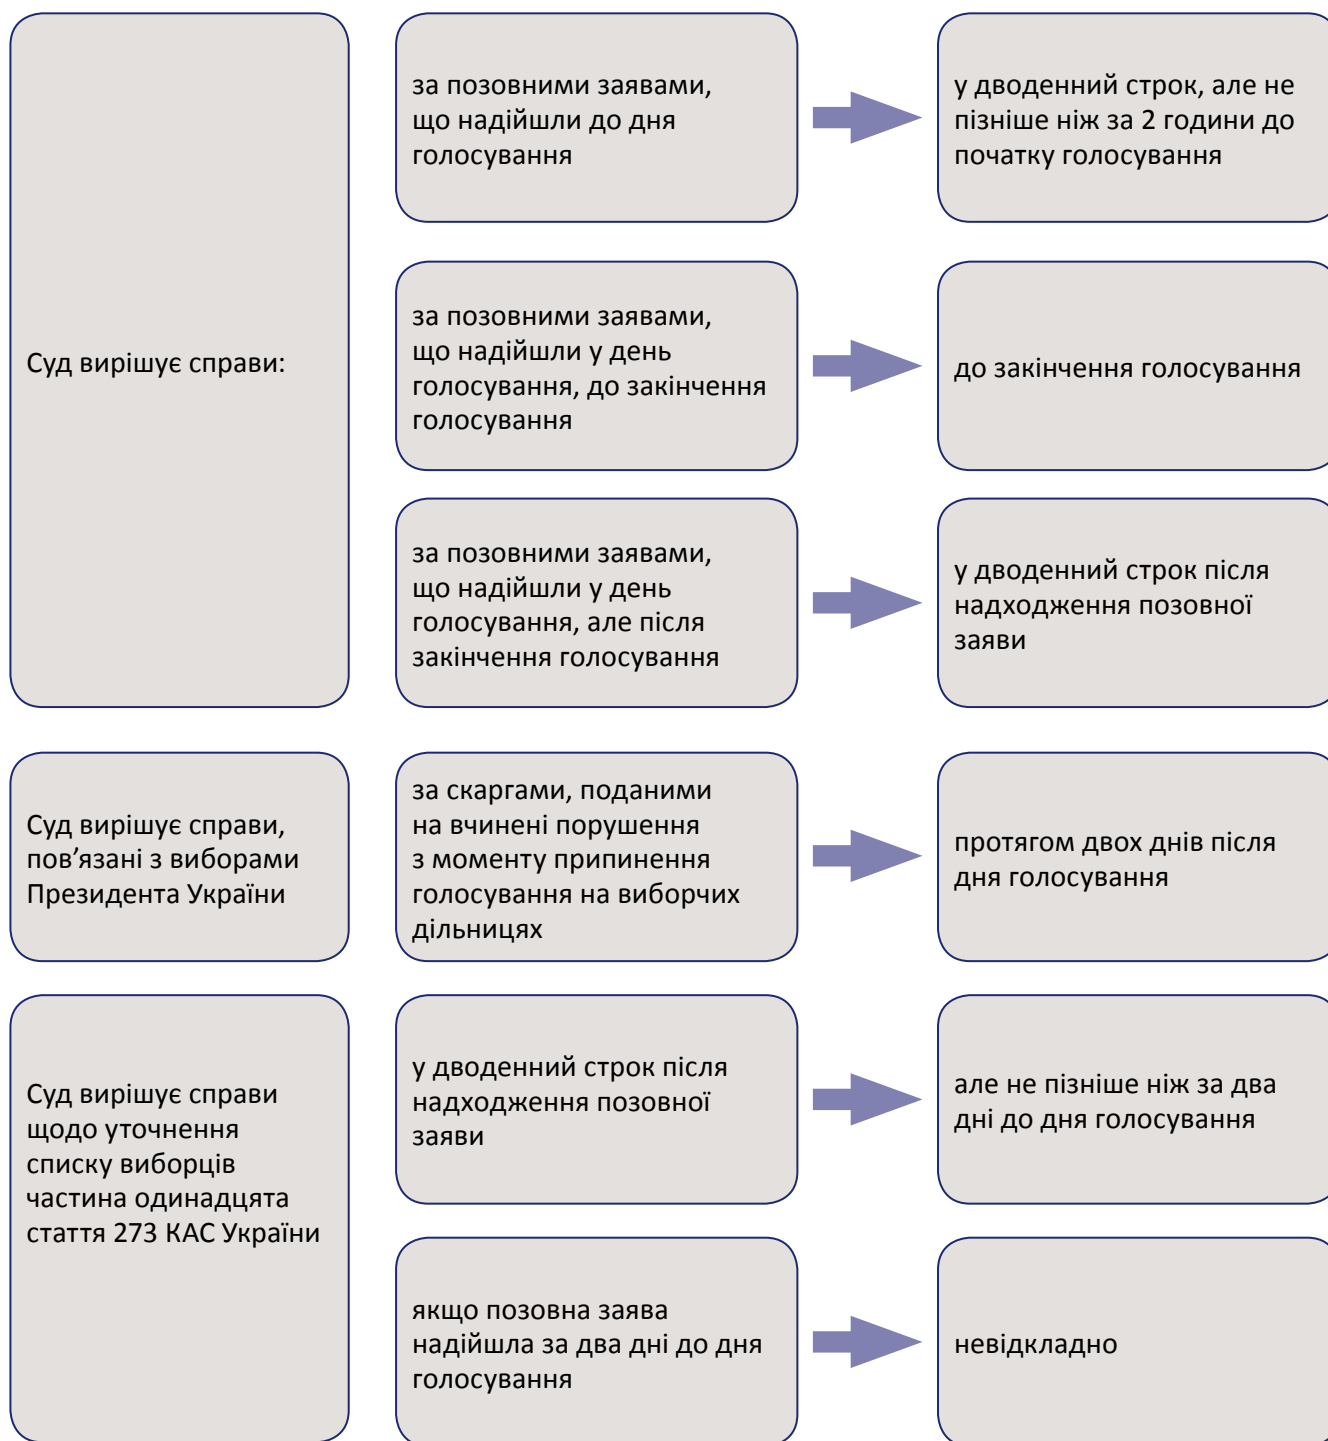 Суд вирішує справи:
за позовними заявами,
що надійшли до дня
голосування
у дводенний строк, але не
пізніше ніж за 2 години до
початку голосування
за позовними заявами,
що надійшли у день
голосування, до закінчення
голосування
до закінчення голосування
за позовними заявами,
що надійшли у день
голосування, але після
закінчення голосування
у дводенний строк після
надходження позовної
заяви
Суд вирішує справи,
пов’язані з виборами
Президента України
за скаргами, поданими
на вчинені порушення
з моменту припинення
голосування на виборчих
дільницях
протягом двох днів після
дня голосування
Суд вирішує справи
щодо уточнення
списку виборців
частина одинадцята
стаття 273 КАС України
у дводенний строк після
надходження позовної
заяви
але не пізніше ніж за два
дні до дня голосування
якщо позовна заява
надійшла за два дні до дня
голосування
невідкладно